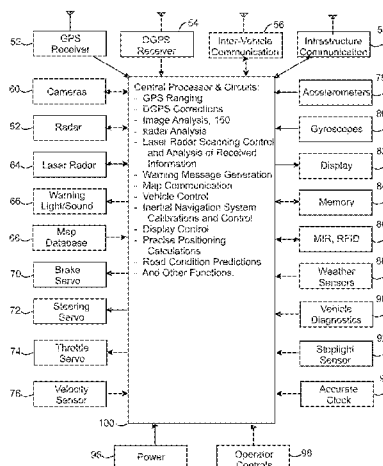 52
GPS
Receiver
54
DGPS
Receiver
56
Inter-Vehicle
Communication
Infrastructure
Communication
60
Cameras
62
Radar
64
Laser Radar
66
Warning
Light/Sound
Map
Database
70
Brake
Servo
72
Steering
Servo
74
Throttle
Servo
76
Velocity
Sensor
Central Processor & Circuits:
- GPS Ranging
- DGPS Corrections
- Image Analysis, 150
- Radar Analysis
- Laser Radar Scanning Control
and Analysis of Received
Information
- Warning Message Generation
- Map Communication
- Vehicle Control
- Inertial Navigation System
Calibrations and Control
- Display Control
- Precise Positioning
Calculations
- Road Condition Predictions
- And Other Functions.
100
Accelerometers
Gyroscopes
Display
Memory
MIR, RFID
Weather
Sensors
Vehicle
Diagnostics
Stoplight
Sensor
Accurate
Clock
Power
98
Operator
Controls